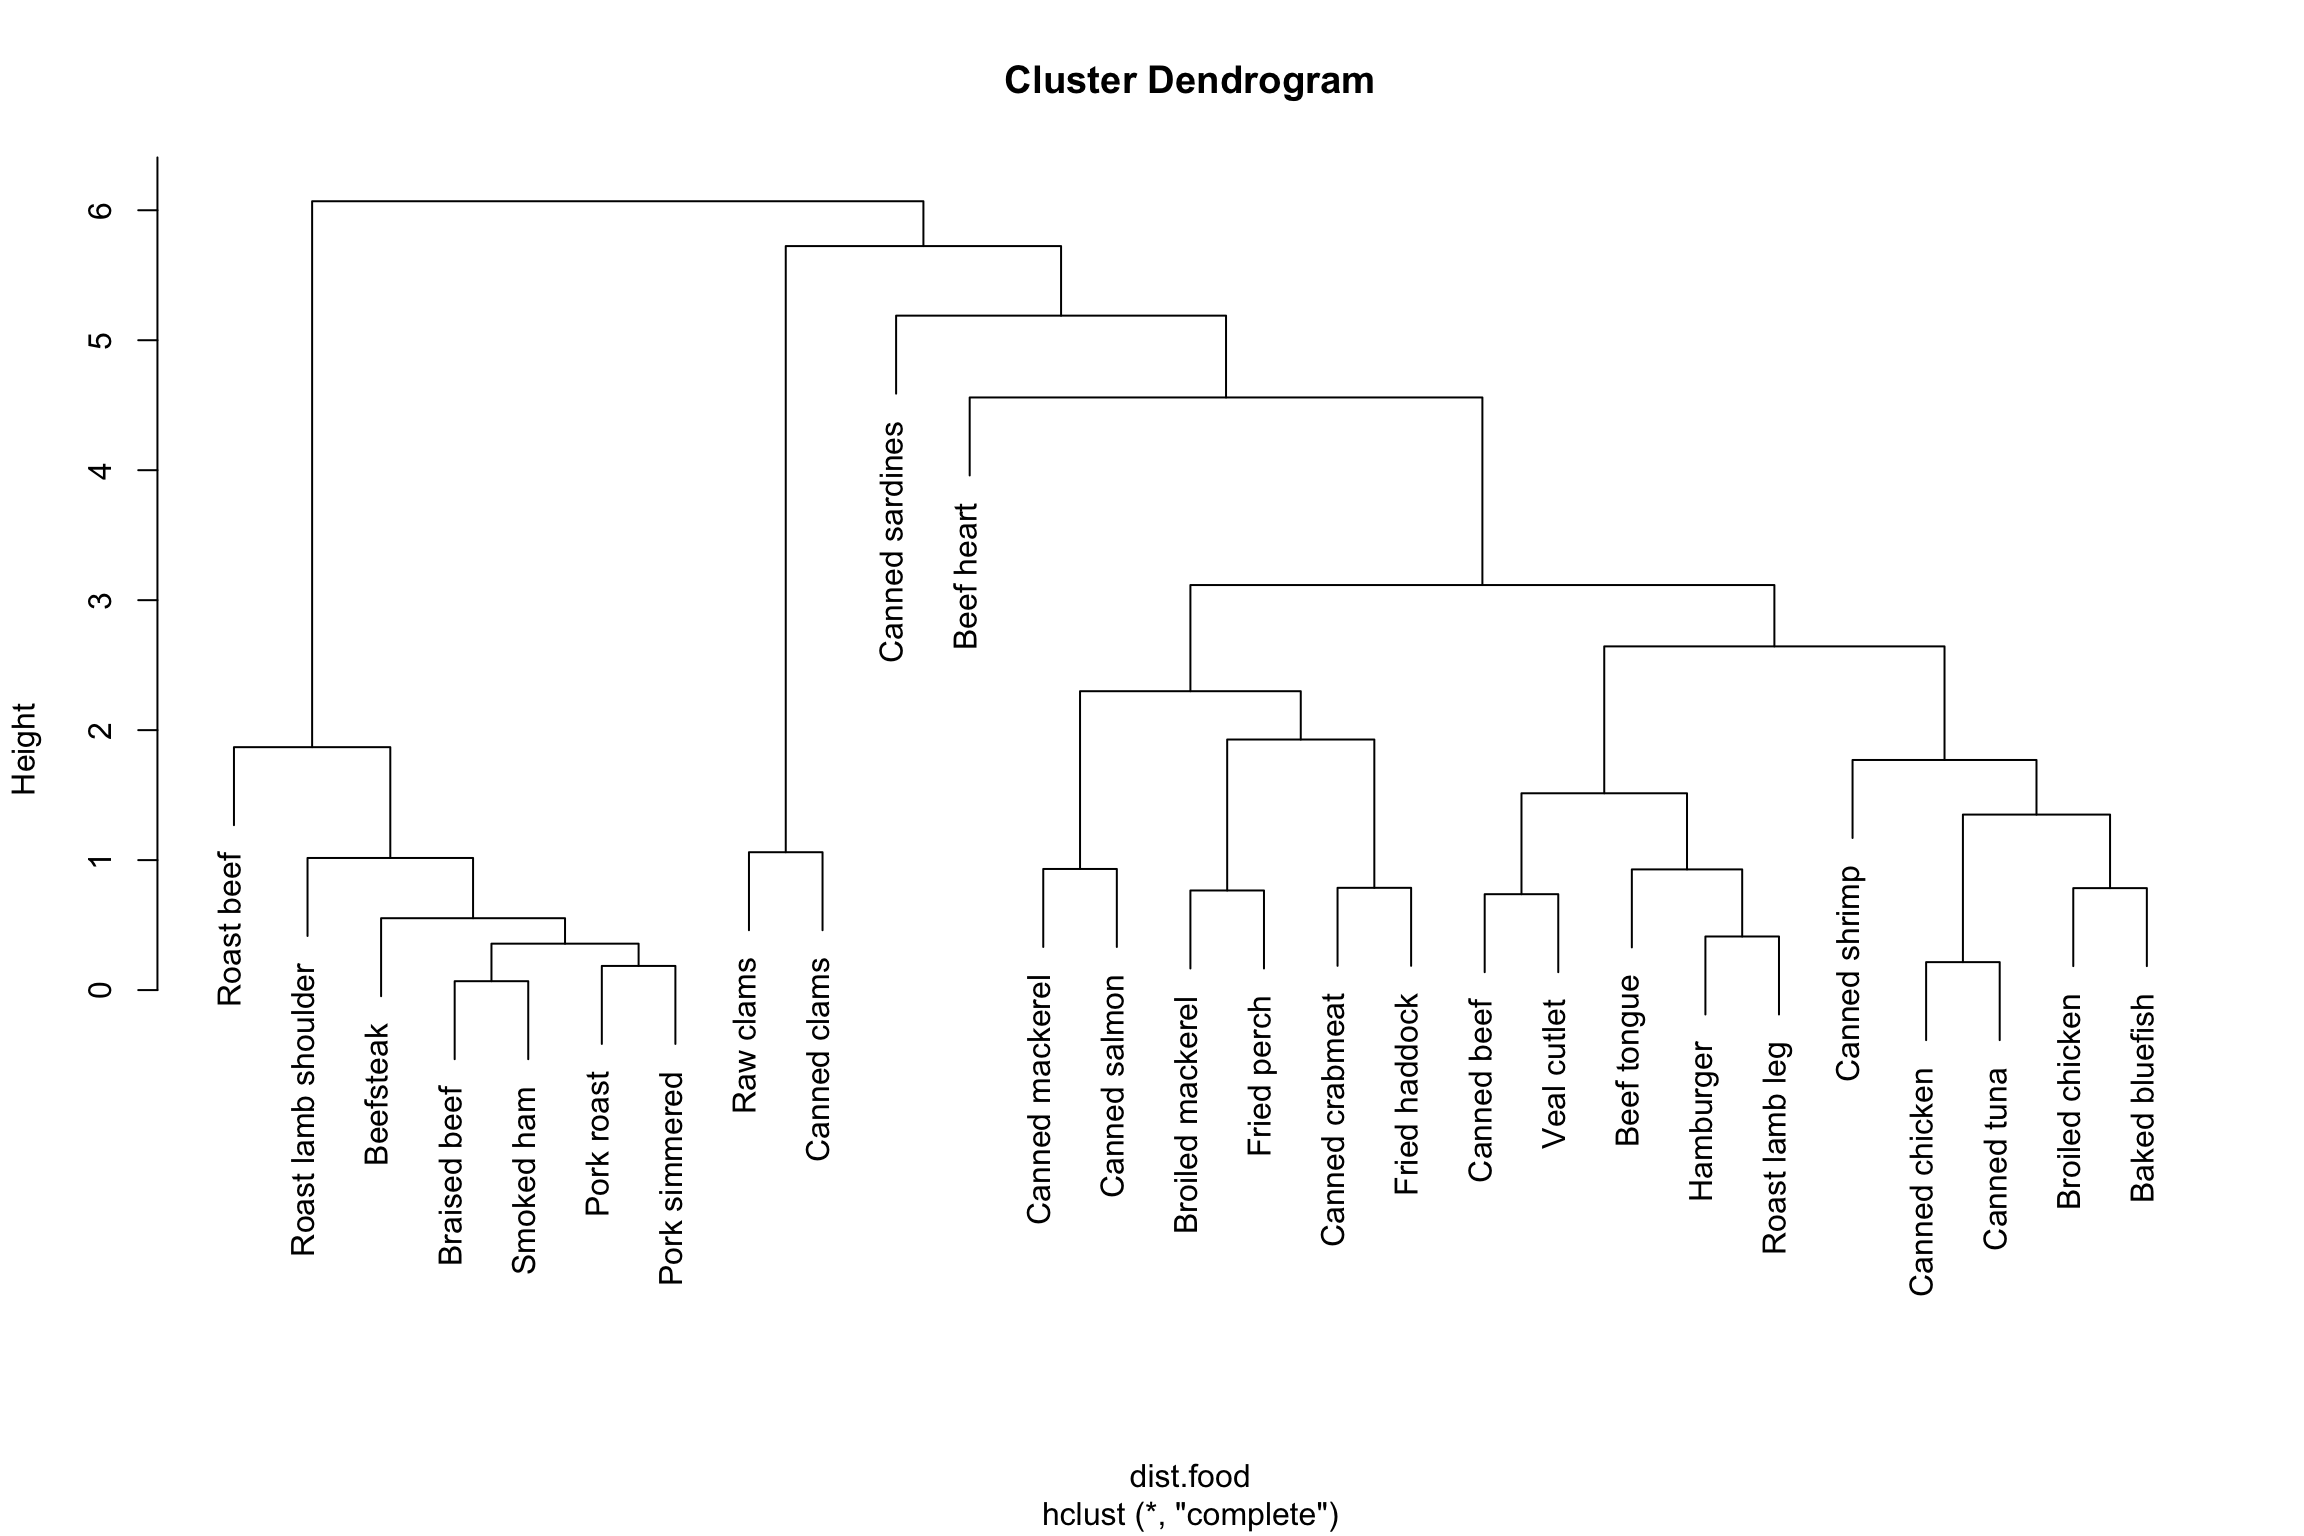 Cluster Dendrogram
Height
6
5
4
3
2
1
0
Roast beef
Roast lamb shoulder
Beefsteak
Braised beef
Smoked ham
Pork roast
Pork simmered
Raw clams
Canned clams
Canned sardines
Beef heart
Canned mackerel
Canned salmon
Broiled mackerel
Fried perch
Canned crabmeat
Fried haddock
Canned beef
Veal cutlet
Beef tongue
Hamburger
Roast lamb leg
Canned shrimp
Canned chicken
Canned tuna
Broiled chicken
Baked bluefish
dist.food
hclust (*, "complete")